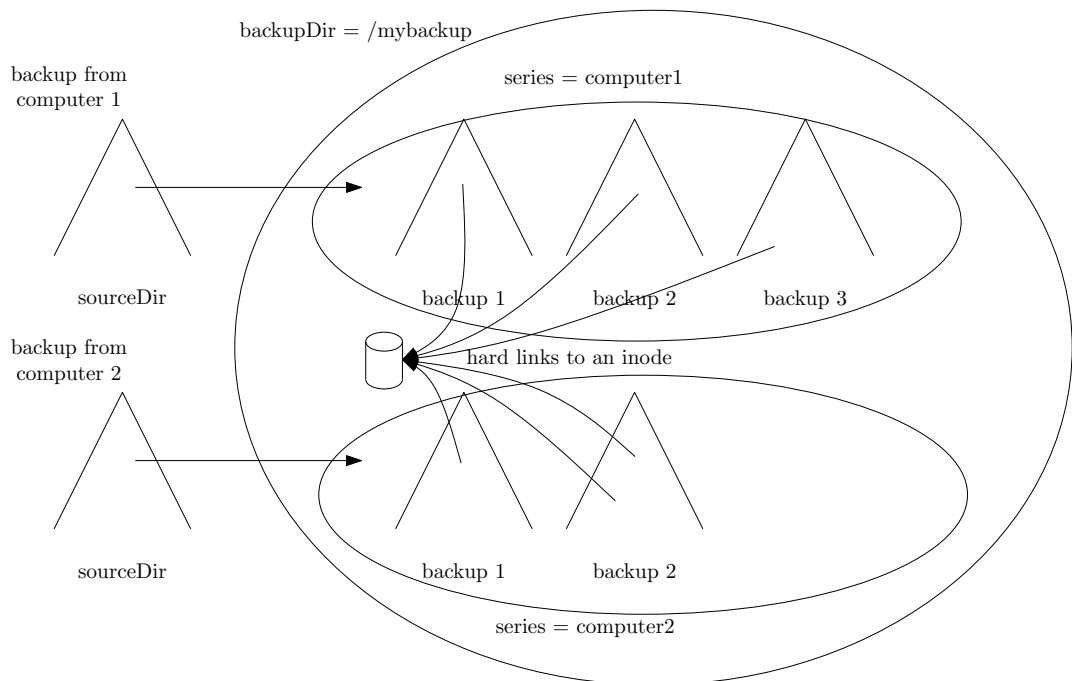 backupDir = /mybackup
series = computer1
backup from
computer 1
sourceDir
backup 1
backup 2
backup 3
hard links to an inode
backup from
computer 2
sourceDir
backup 1
backup 2
series = computer2